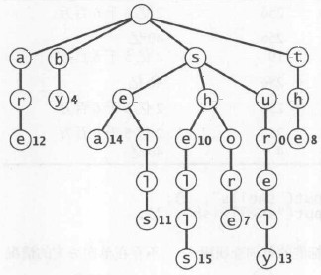 a b s t
r y 4 e h u h
e 12 a 14 l e 10 o r 0 e 8
l l r e
s 11 l e 7 l
s 15 y 13